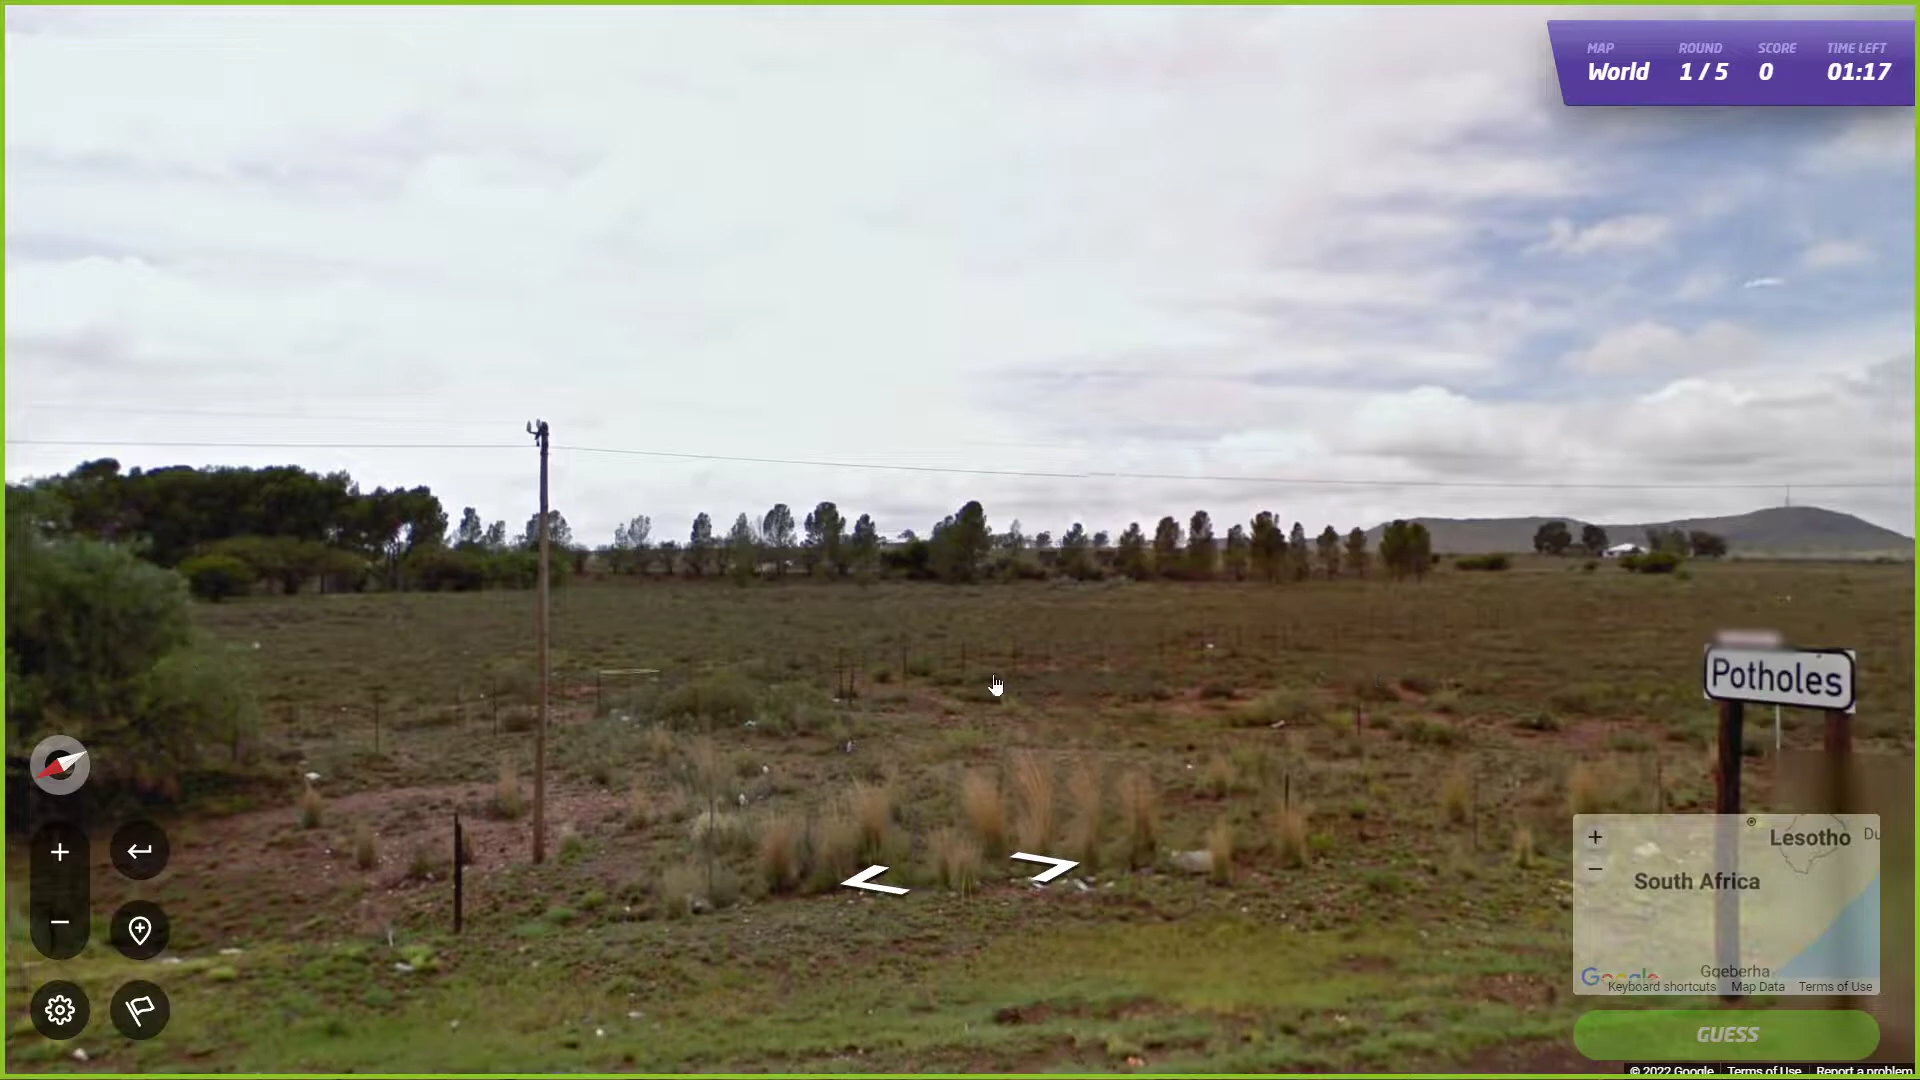 MAP
World
ROUND
1 / 5
SCORE
0
TIME LEFT
01:17
Potholes
Lesotho
South Africa
Gqeberha
Google
Keyboard shortcuts
Map Data
Terms of Use
GUESS
© 2022 Google
Terms of Use
Report a problem